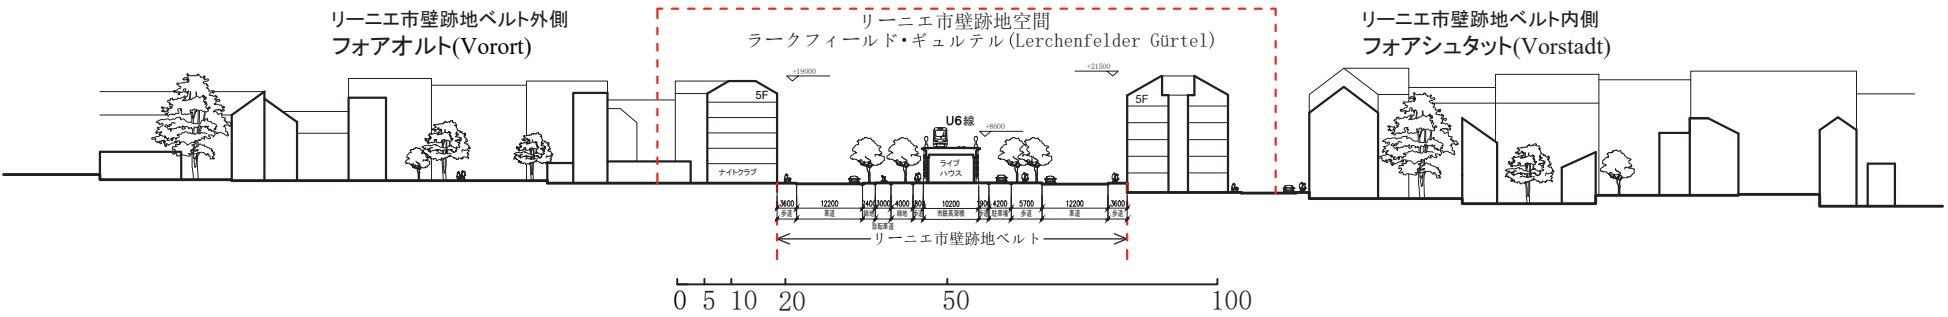 リーニエ市壁跡地ベルト外側
フォアオルト(Vorort)
リーニエ市壁跡地空間
ラークフィールド・ギュルテル(Lerchenfelder Gürtel)
リーニエ市壁跡地ベルト内側
フォアシュタット(Vorstadt)
+19000
+21500
5F
5F
U6線
+8600
ライブ
ハウス
ナイトクラブ
3600 12200 2400 3000 4000 1800 10200 1900 4200 5700 12200 3600
歩道 車道 緑地 緑地 歩道 市鉄高架橋 歩道 駐車場 歩道 車道 歩道
自転車道
リーニエ市壁跡地ベルト
0 5 10 20 50 100